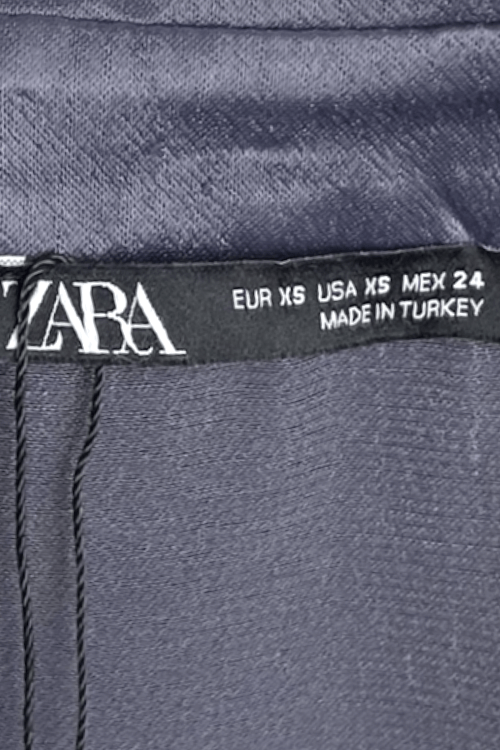 ZARA
EUR XS USA XS MEX 24
MADE IN TURKEY